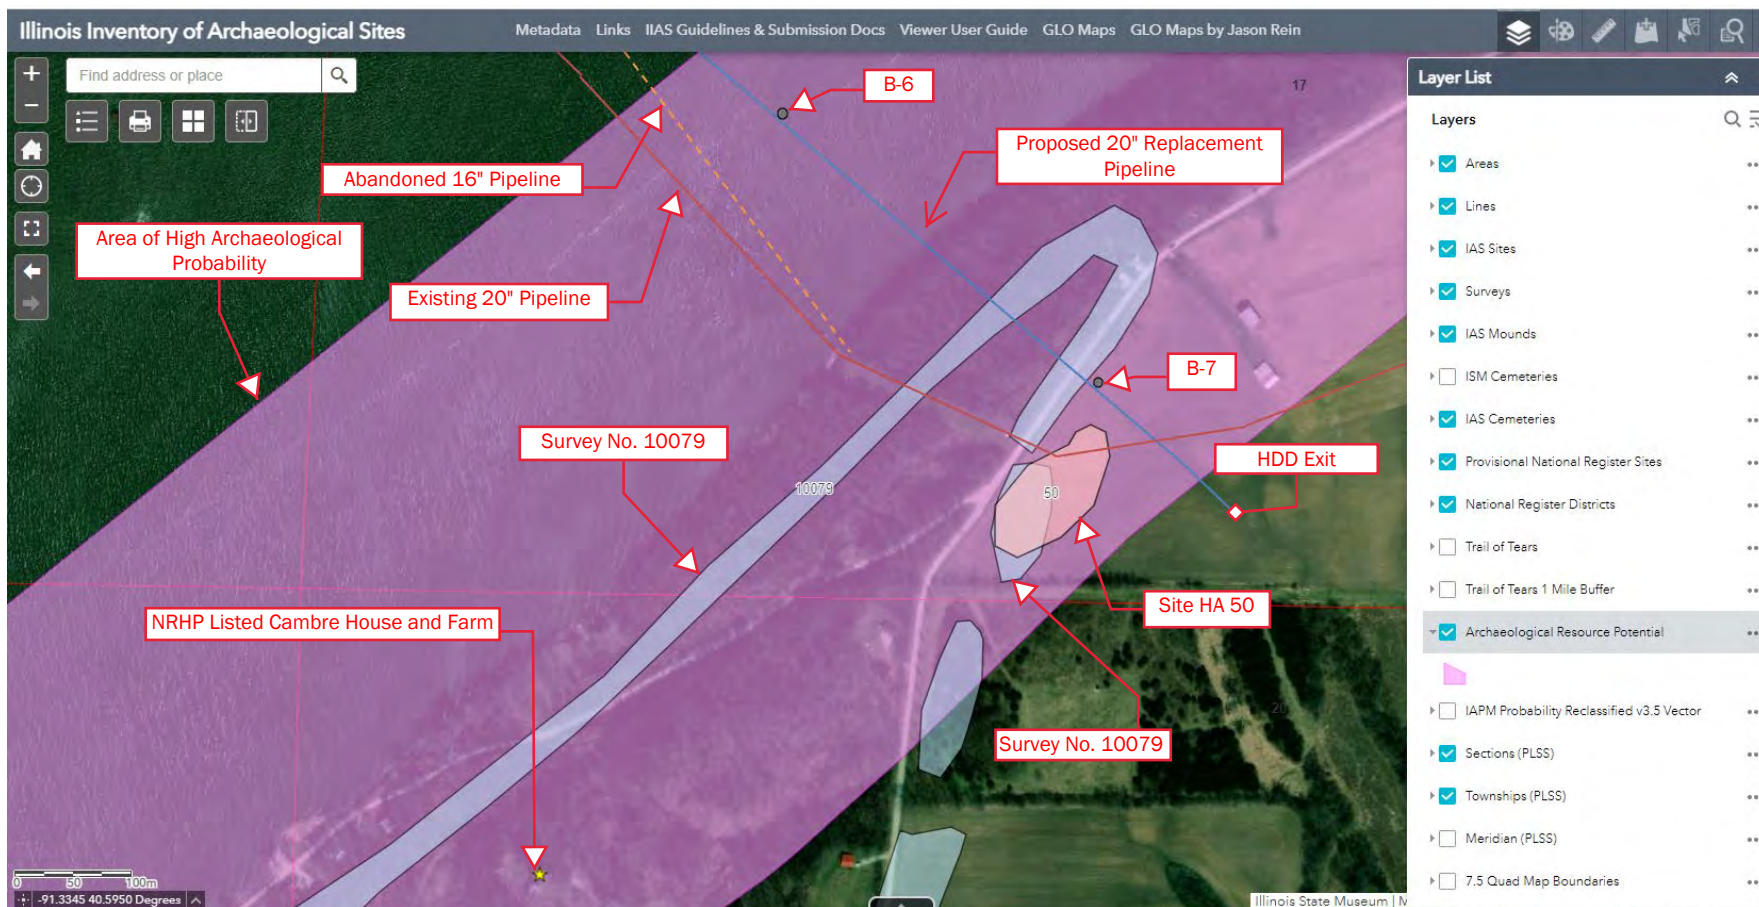 Illinois Inventory of Archaeological Sites
Metadata Links IIAS Guidelines & Submission Docs Viewer User Guide GLO Maps GLO Maps by Jason Rein
Find address or place
B-6
17
Proposed 20" Replacement
Pipeline
Abandoned 16" Pipeline
Area of High Archaeological
Probability
Existing 20" Pipeline
B-7
Survey No. 10079
HDD Exit
10079
50
Site HA 50
NRHP Listed Cambre House and Farm
20
Survey No. 10079
0 50 100m
-91.3345 40.5950 Degrees
Illinois State Museum | M
Layer List
Layers
Areas
Lines
IAS Sites
Surveys
IAS Mounds
ISM Cemeteries
IAS Cemeteries
Provisional National Register Sites
National Register Districts
Trail of Tears
Trail of Tears 1 Mile Buffer
Archaeological Resource Potential
IAPM Probability Reclassified v3.5 Vector
Sections (PLSS)
Townships (PLSS)
Meridian (PLSS)
7.5 Quad Map Boundaries